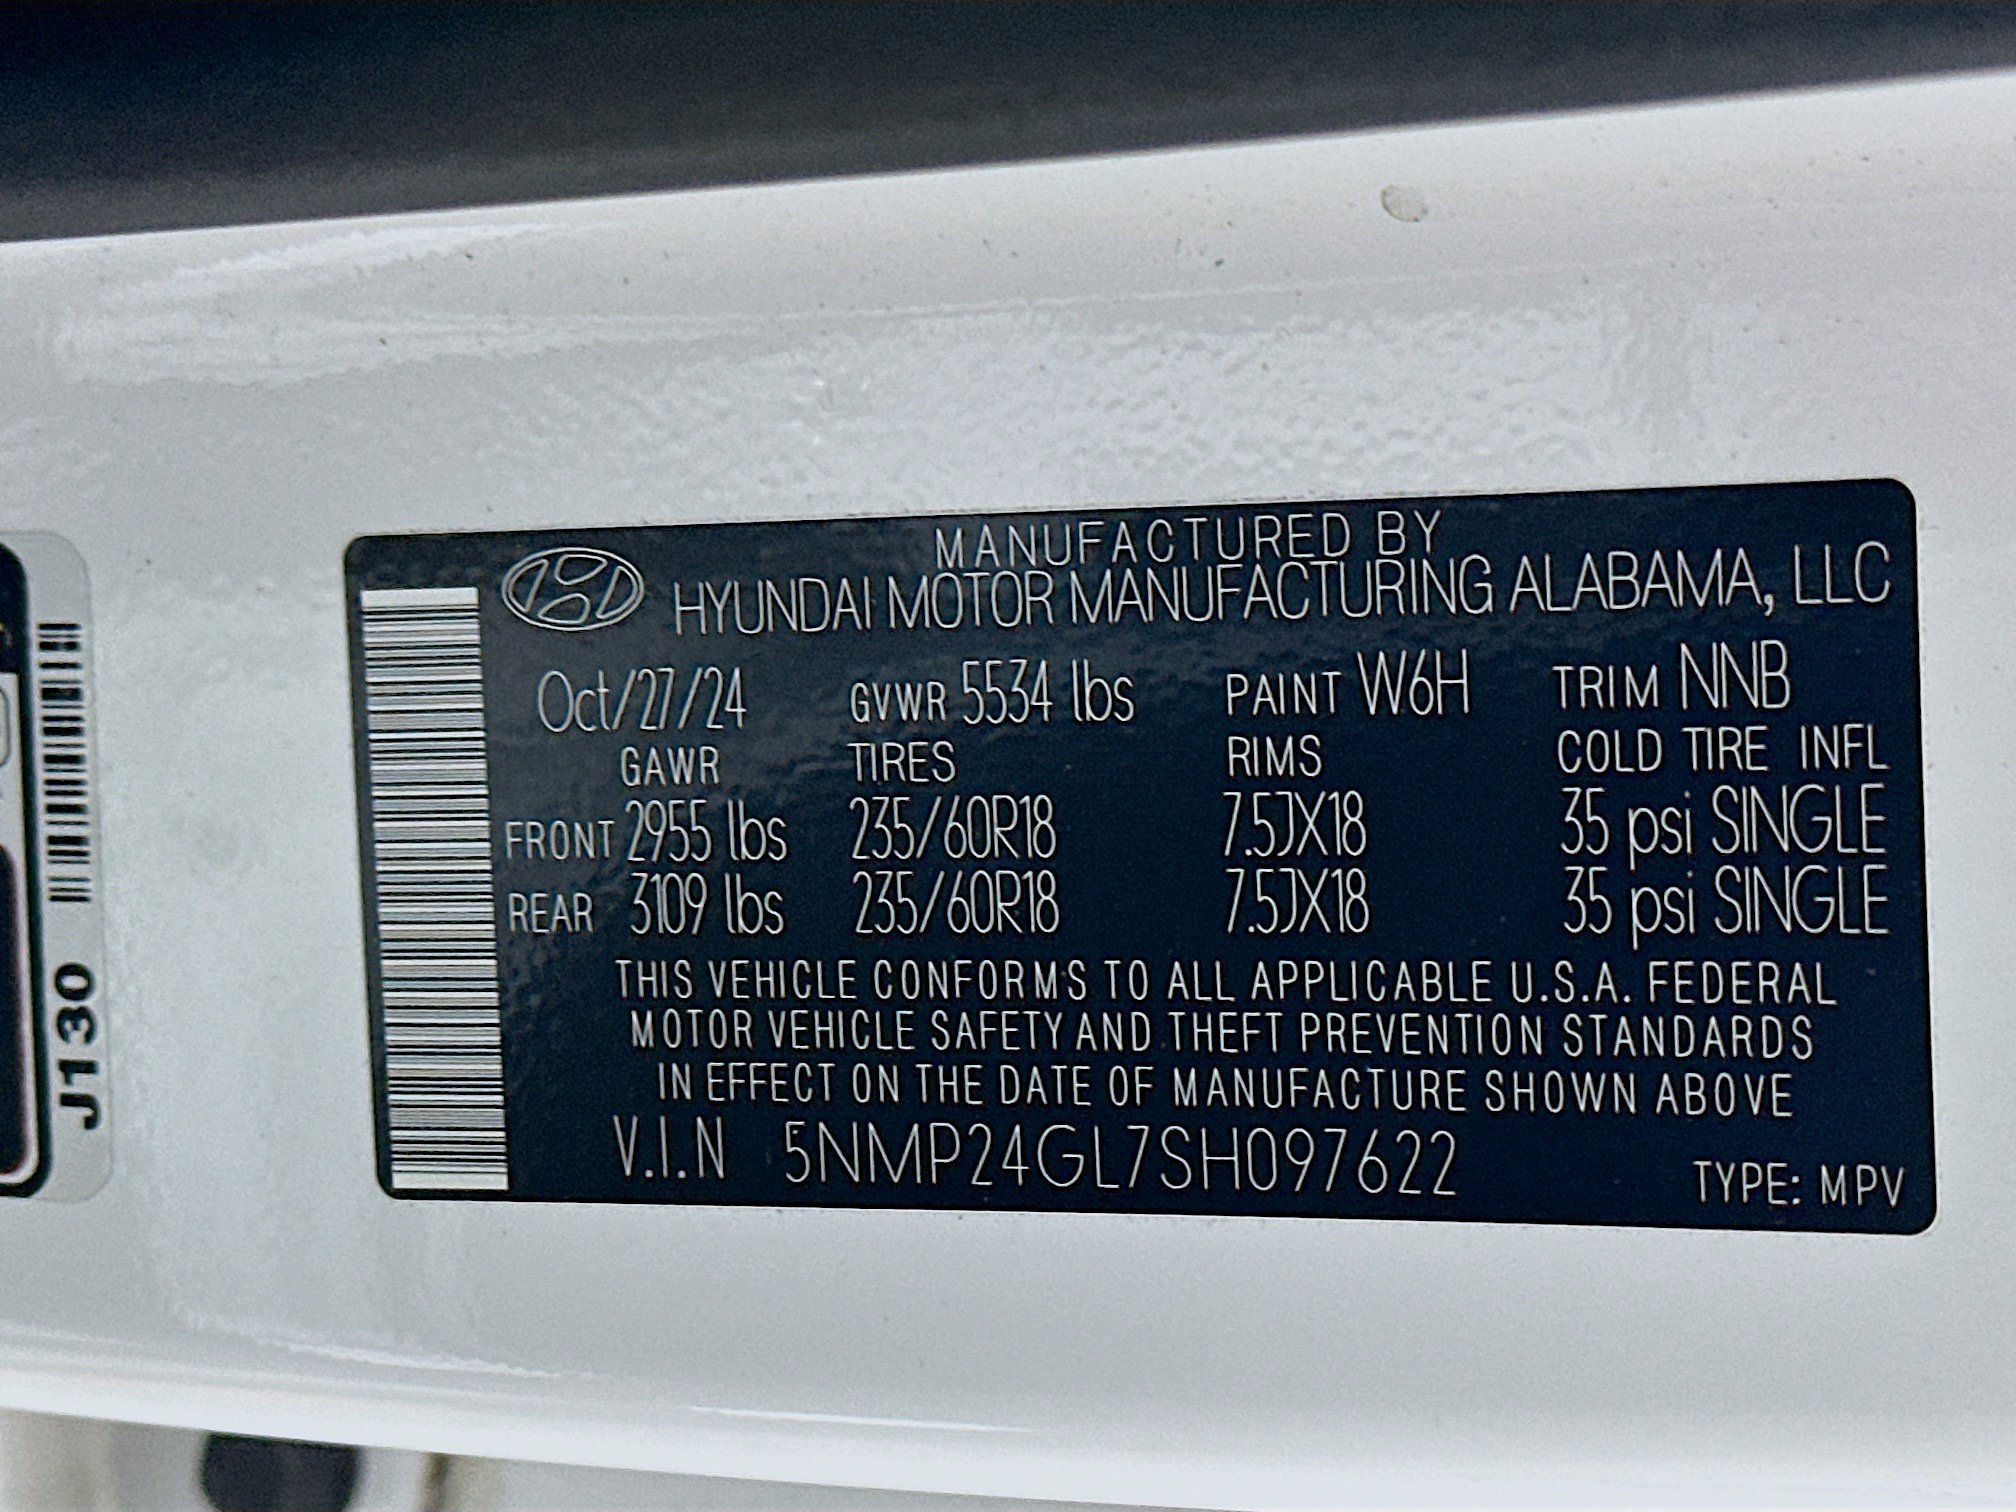 MANUFACTURED BY
HYUNDAI MOTOR MANUFACTURING ALABAMA, LLC
Oct/27/24 GVWR 5534 lbs PAINT W6H TRIM NNB
GAWR TIRES RIMS COLD TIRE INFL
FRONT 2955 lbs 235/60R18 7.5JX18 35 psi SINGLE
REAR 3109 lbs 235/60R18 7.5JX18 35 psi SINGLE
THIS VEHICLE CONFORMS TO ALL APPLICABLE U.S.A. FEDERAL
MOTOR VEHICLE SAFETY AND THEFT PREVENTION STANDARDS
IN EFFECT ON THE DATE OF MANUFACTURE SHOWN ABOVE
V.I.N 5NMP24GL7SH097622
TYPE: MPV
J130